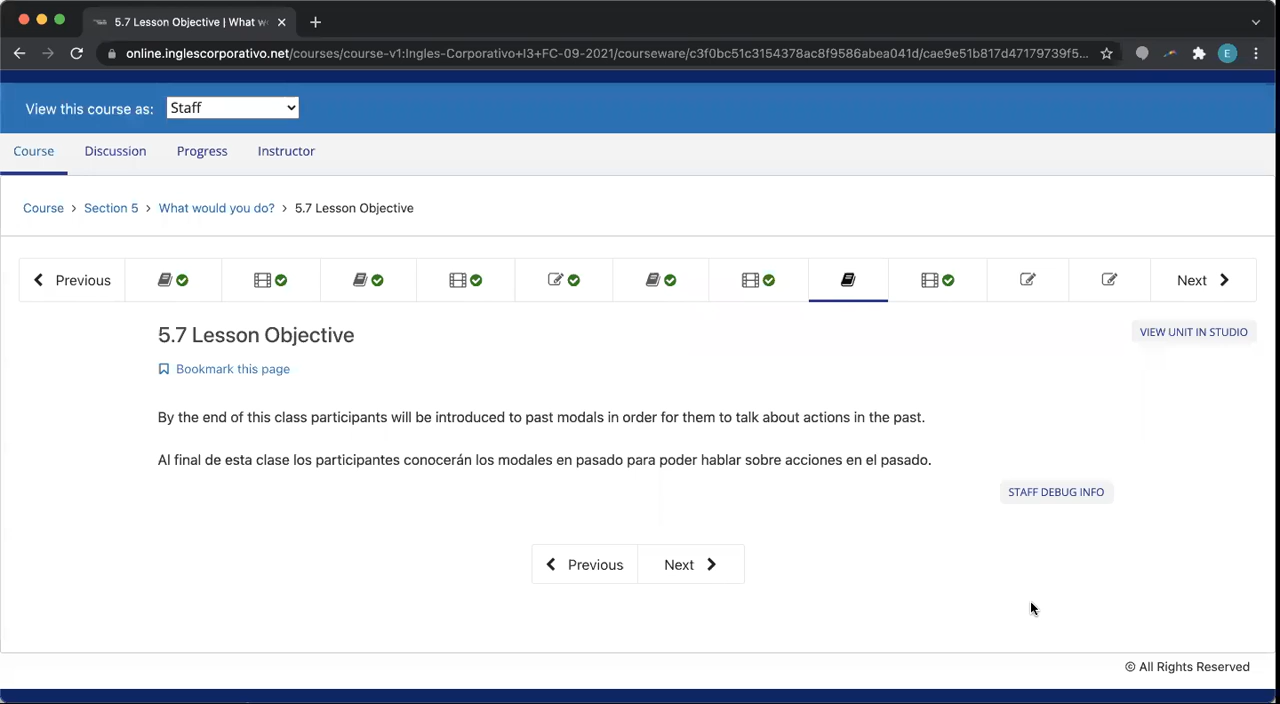 5.7 Lesson Objective | What w
online.inglescorporativo.net/courses/course-v1:Ingles-Corporativo+I3+FC-09-2021/courseware/c3f0bc51c3154378ac8f9586abea041d/cae9e51b817d47179739f5...
E
View this course as: Staff
Course Discussion Progress Instructor
Course > Section 5 > What would you do? > 5.7 Lesson Objective
Previous Next
5.7 Lesson Objective
VIEW UNIT IN STUDIO
Bookmark this page
By the end of this class participants will be introduced to past modals in order for them to talk about actions in the past.
Al final de esta clase los participantes conocerán los modales en pasado para poder hablar sobre acciones en el pasado.
STAFF DEBUG INFO
Previous Next
© All Rights Reserved